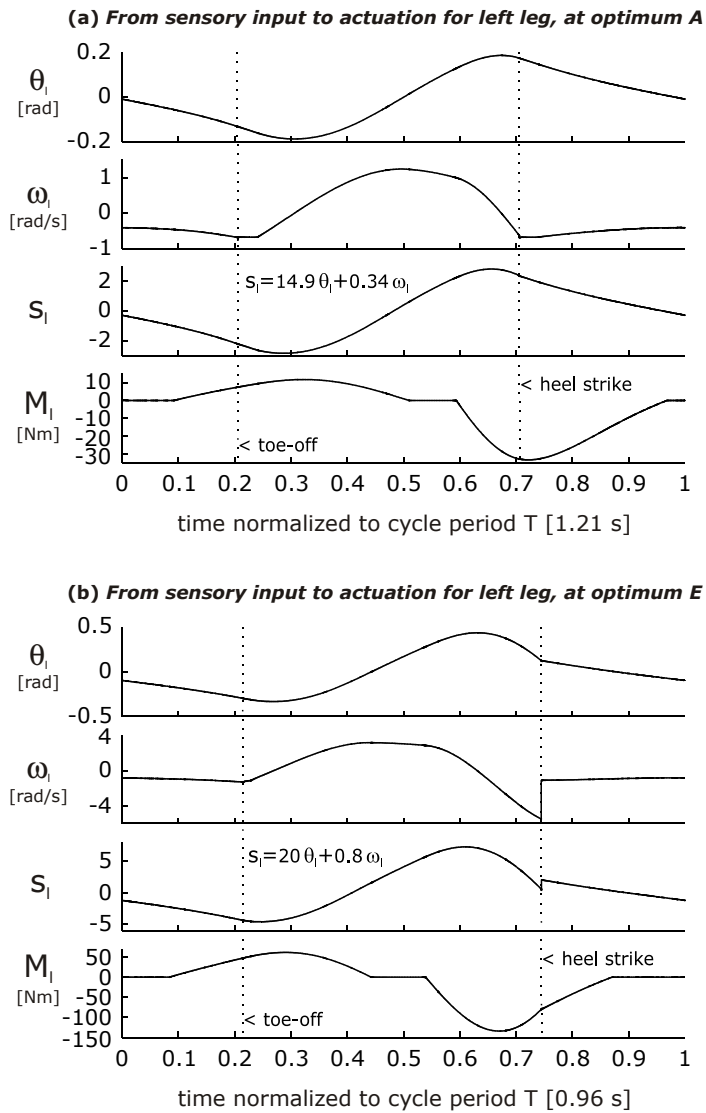 (a) From sensory input to actuation for left leg, at optimum A
θl
[rad]
0.2
0
-0.2
ωl
[rad/s]
1
0
-1
sl
2
0
-2
sl=14.9 θl+0.34 ωl
Ml
[Nm]
10
0
-10
-20
-30
< heel strike
< toe-off
0 0.1 0.2 0.3 0.4 0.5 0.6 0.7 0.8 0.9 1
time normalized to cycle period T [1.21 s]
(b) From sensory input to actuation for left leg, at optimum E
θl
[rad]
0.5
0
-0.5
ωl
[rad/s]
4
0
-4
sl
5
0
-5
sl=20 θl+0.8 ωl
Ml
[Nm]
50
0
-50
-100
-150
< heel strike
< toe-off
0 0.1 0.2 0.3 0.4 0.5 0.6 0.7 0.8 0.9 1
time normalized to cycle period T [0.96 s]